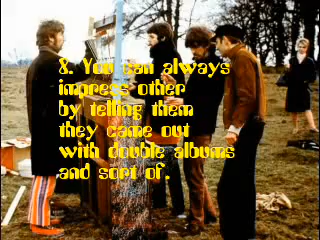 8. You can always
impress other
by telling them
they came out
with double albums
and sort of.